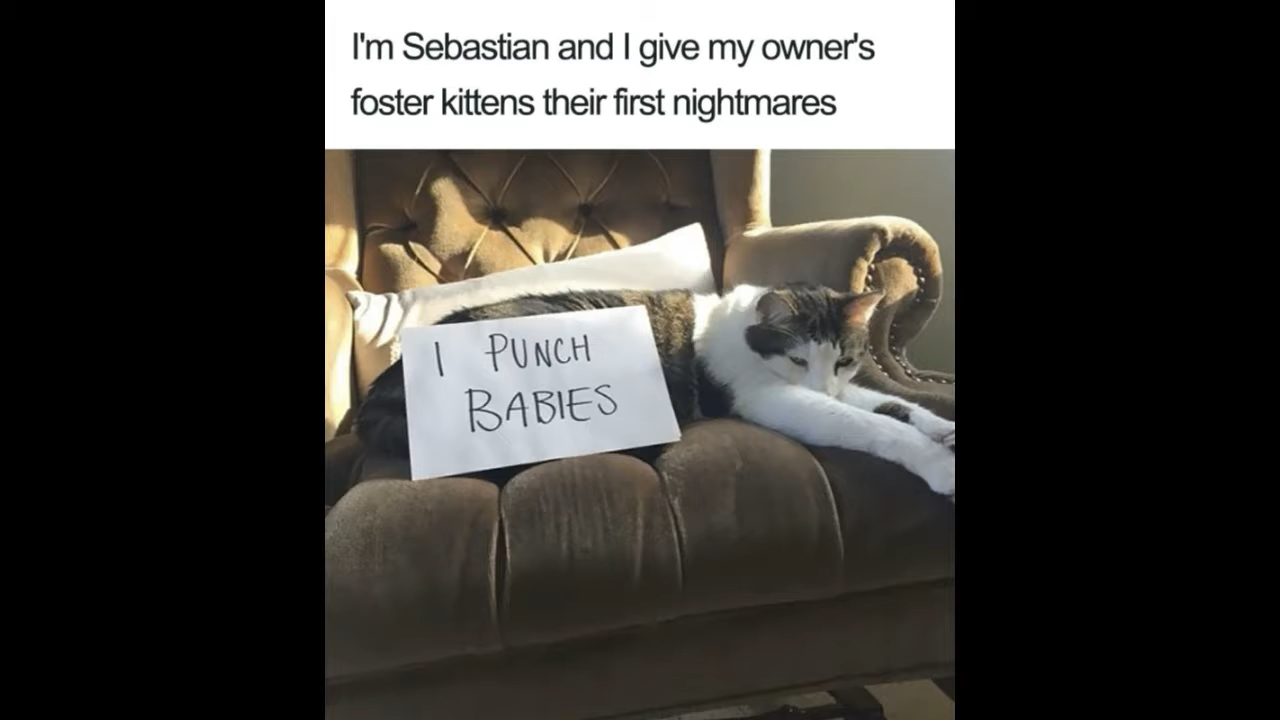 I'm Sebastian and I give my owner's
foster kittens their first nightmares
I PUNCH
BABIES